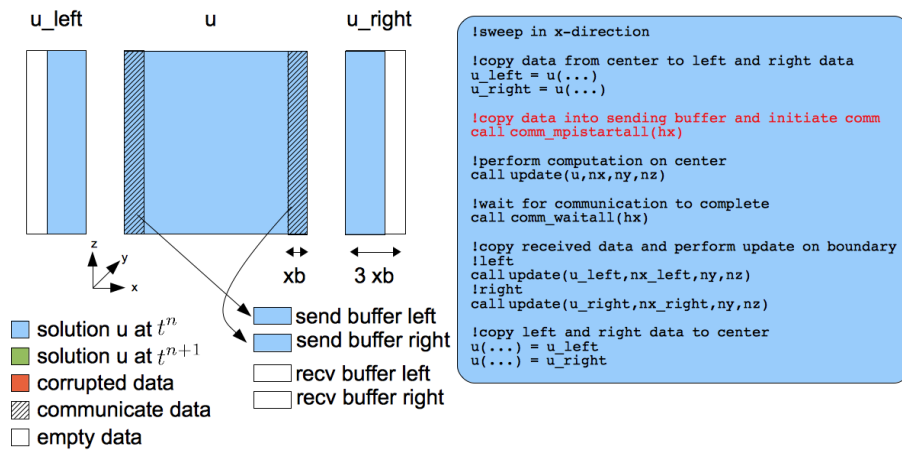 u_left
u
u_right
z
y
x
xb
3 xb
solution u at t^n
solution u at t^{n+1}
corrupted data
communicate data
empty data
send buffer left
send buffer right
recv buffer left
recv buffer right
!sweep in x-direction
!copy data from center to left and right data
u_left = u(...)
u_right = u(...)
!copy data into sending buffer and initiate comm
call comm_mpistartall(hx)
!perform computation on center
call update(u,nx,ny,nz)
!wait for communication to complete
call comm_waitall(hx)
!copy received data and perform update on boundary
!left
call update(u_left,nx_left,ny,nz)
!right
call update(u_right,nx_right,ny,nz)
!copy left and right data to center
u(...) = u_left
u(...) = u_right